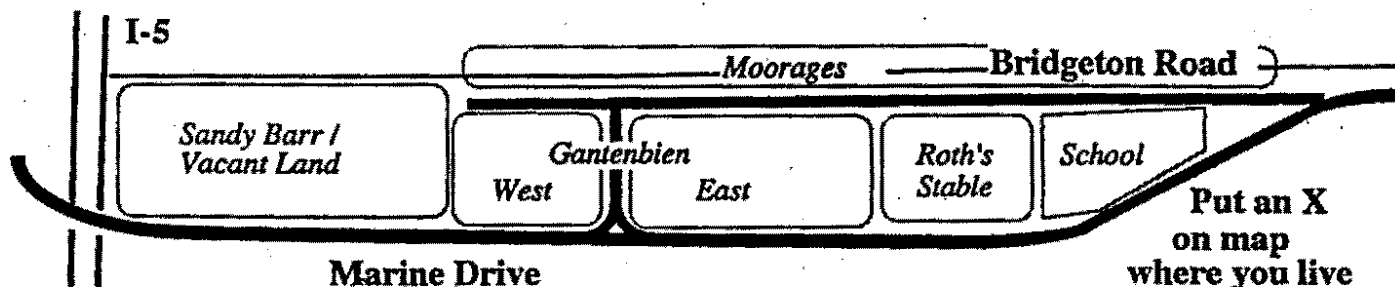 I-5
Moorages
Bridgeton Road
Sandy Barr /
Vacant Land
Gantenbien
West
East
Roth's
Stable
School
Put an X
on map
where you live
Marine Drive